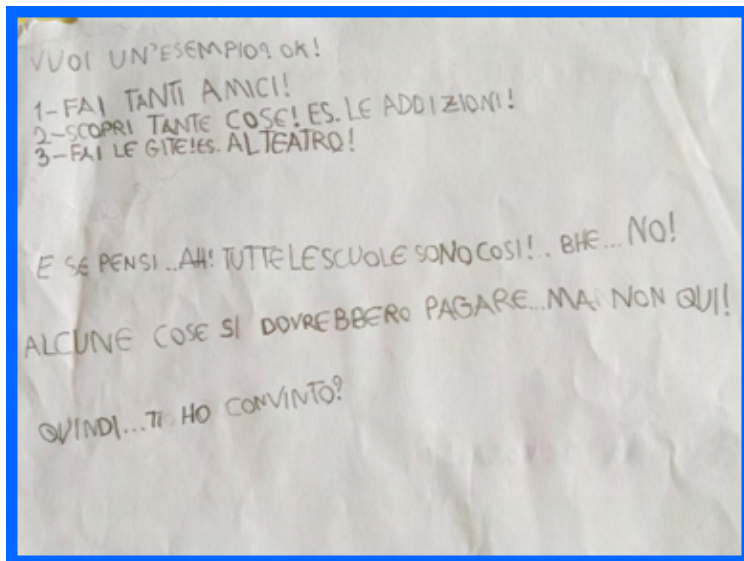 VUOI UN'ESEMPIO? OK!
1-FAI TANTI AMICI!
2-SCOPRI TANTE COSE! ES. LE ADDIZIONI!
3-FAI LE GITE!ES. AL TEATRO!
E SE PENSI..AH! TUTTE LE SCUOLE SONO COSI!.. BHE... NO!
ALCUNE COSE SI DOVREBBERO PAGARE...MA NON QUI!
QUINDI...TI HO CONVINTO?